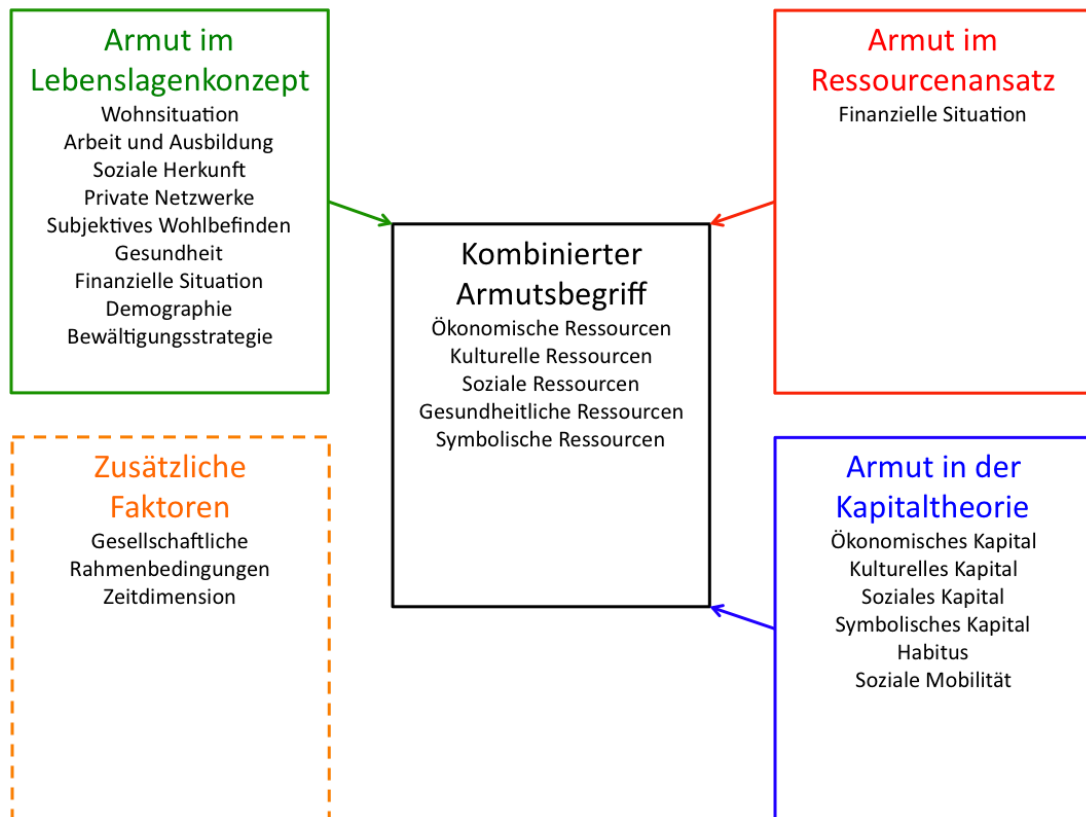 Armut im
Lebenslagenkonzept
Wohnsituation
Arbeit und Ausbildung
Soziale Herkunft
Private Netzwerke
Subjektives Wohlbefinden
Gesundheit
Finanzielle Situation
Demographie
Bewältigungsstrategie
Armut im
Ressourcenansatz
Finanzielle Situation
Kombinierter
Armutsbegriff
Ökonomische Ressourcen
Kulturelle Ressourcen
Soziale Ressourcen
Gesundheitliche Ressourcen
Symbolische Ressourcen
Zusätzliche
Faktoren
Gesellschaftliche
Rahmenbedingungen
Zeitdimension
Armut in der
Kapitaltheorie
Ökonomisches Kapital
Kulturelles Kapital
Soziales Kapital
Symbolisches Kapital
Habitus
Soziale Mobilität